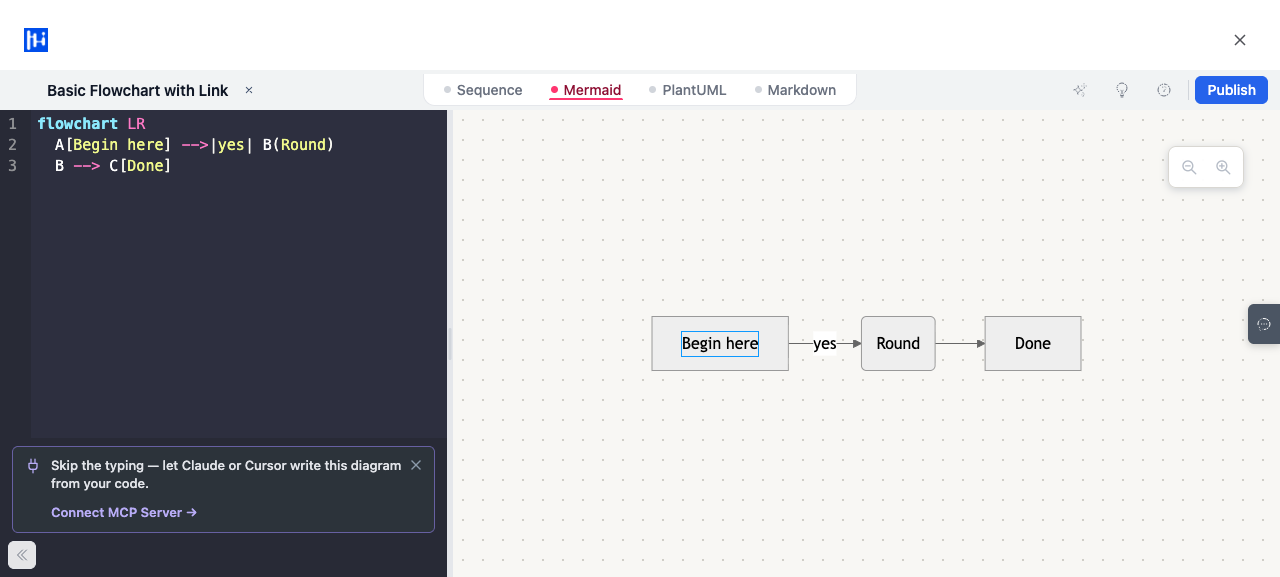 Basic Flowchart with Link ×
Sequence Mermaid PlantUML Markdown
Publish
1 flowchart LR
2 A[Begin here] -->|yes| B(Round)
3 B --> C[Done]
Begin here yes Round Done
Skip the typing — let Claude or Cursor write this diagram
from your code.
Connect MCP Server →